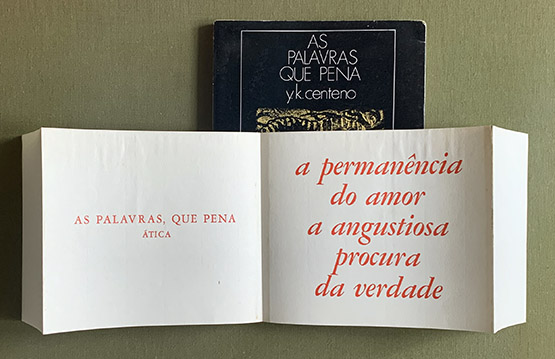 AS
PALAVRAS
QUE PENA
y.k.centeno
AS PALAVRAS, QUE PENA
ÁTICA
a permanência
do amor
a angustiosa
procura
da verdade